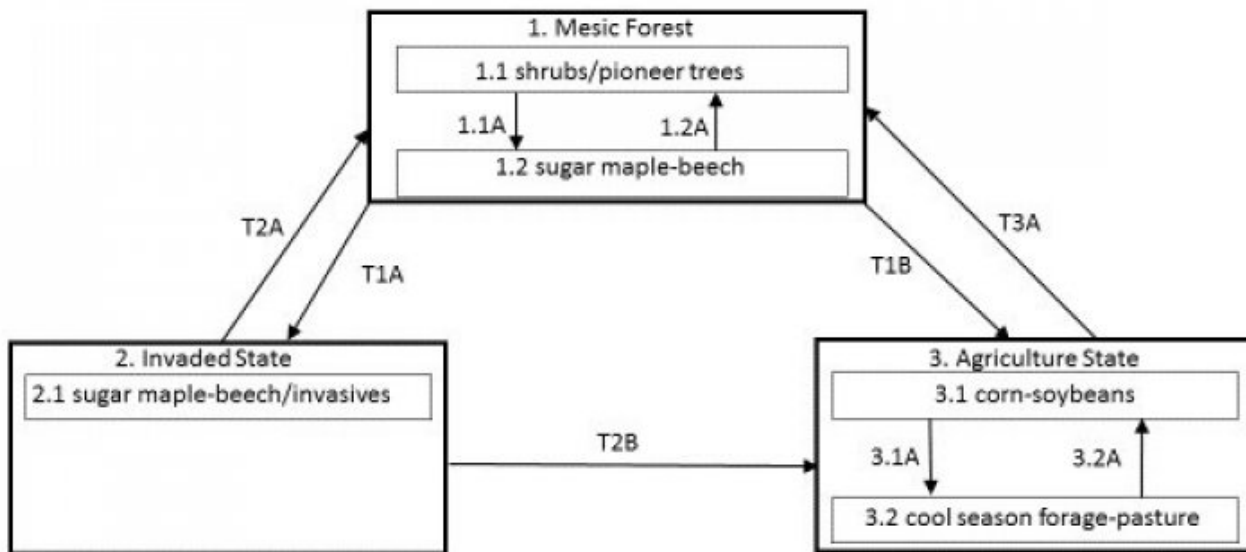 1. Mesic Forest
1.1 shrubs/pioneer trees
1.1A
1.2A
1.2 sugar maple-beech
T2A
T1A
T1B
T3A
2. Invaded State
2.1 sugar maple-beech/invasives
T2B
3. Agriculture State
3.1 corn-soybeans
3.1A
3.2A
3.2 cool season forage-pasture